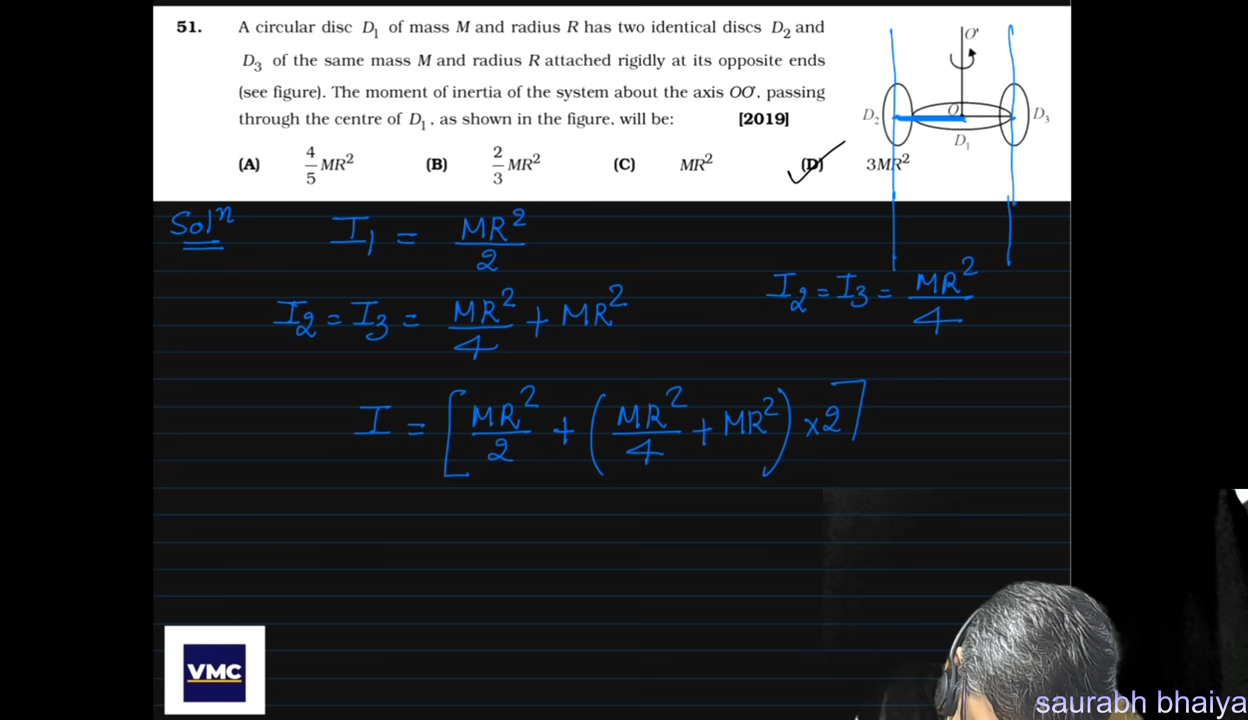 51. A circular disc D₁ of mass M and radius R has two identical discs D₂ and
D₃ of the same mass M and radius R attached rigidly at its opposite ends
(see figure). The moment of inertia of the system about the axis OO', passing
through the centre of D₁, as shown in the figure, will be: [2019]
(A) 4/5 MR² (B) 2/3 MR² (C) MR² (D) 3MR²
O'
O
D₂
D₃
D₁
Solⁿ
I₁ = MR²/2
I₂ = I₃ = MR²/4 + MR²
I₂ = I₃ = MR²/4
I = [MR²/2 + (MR²/4 + MR²) × 2]
VMC
saurabh bhaiya